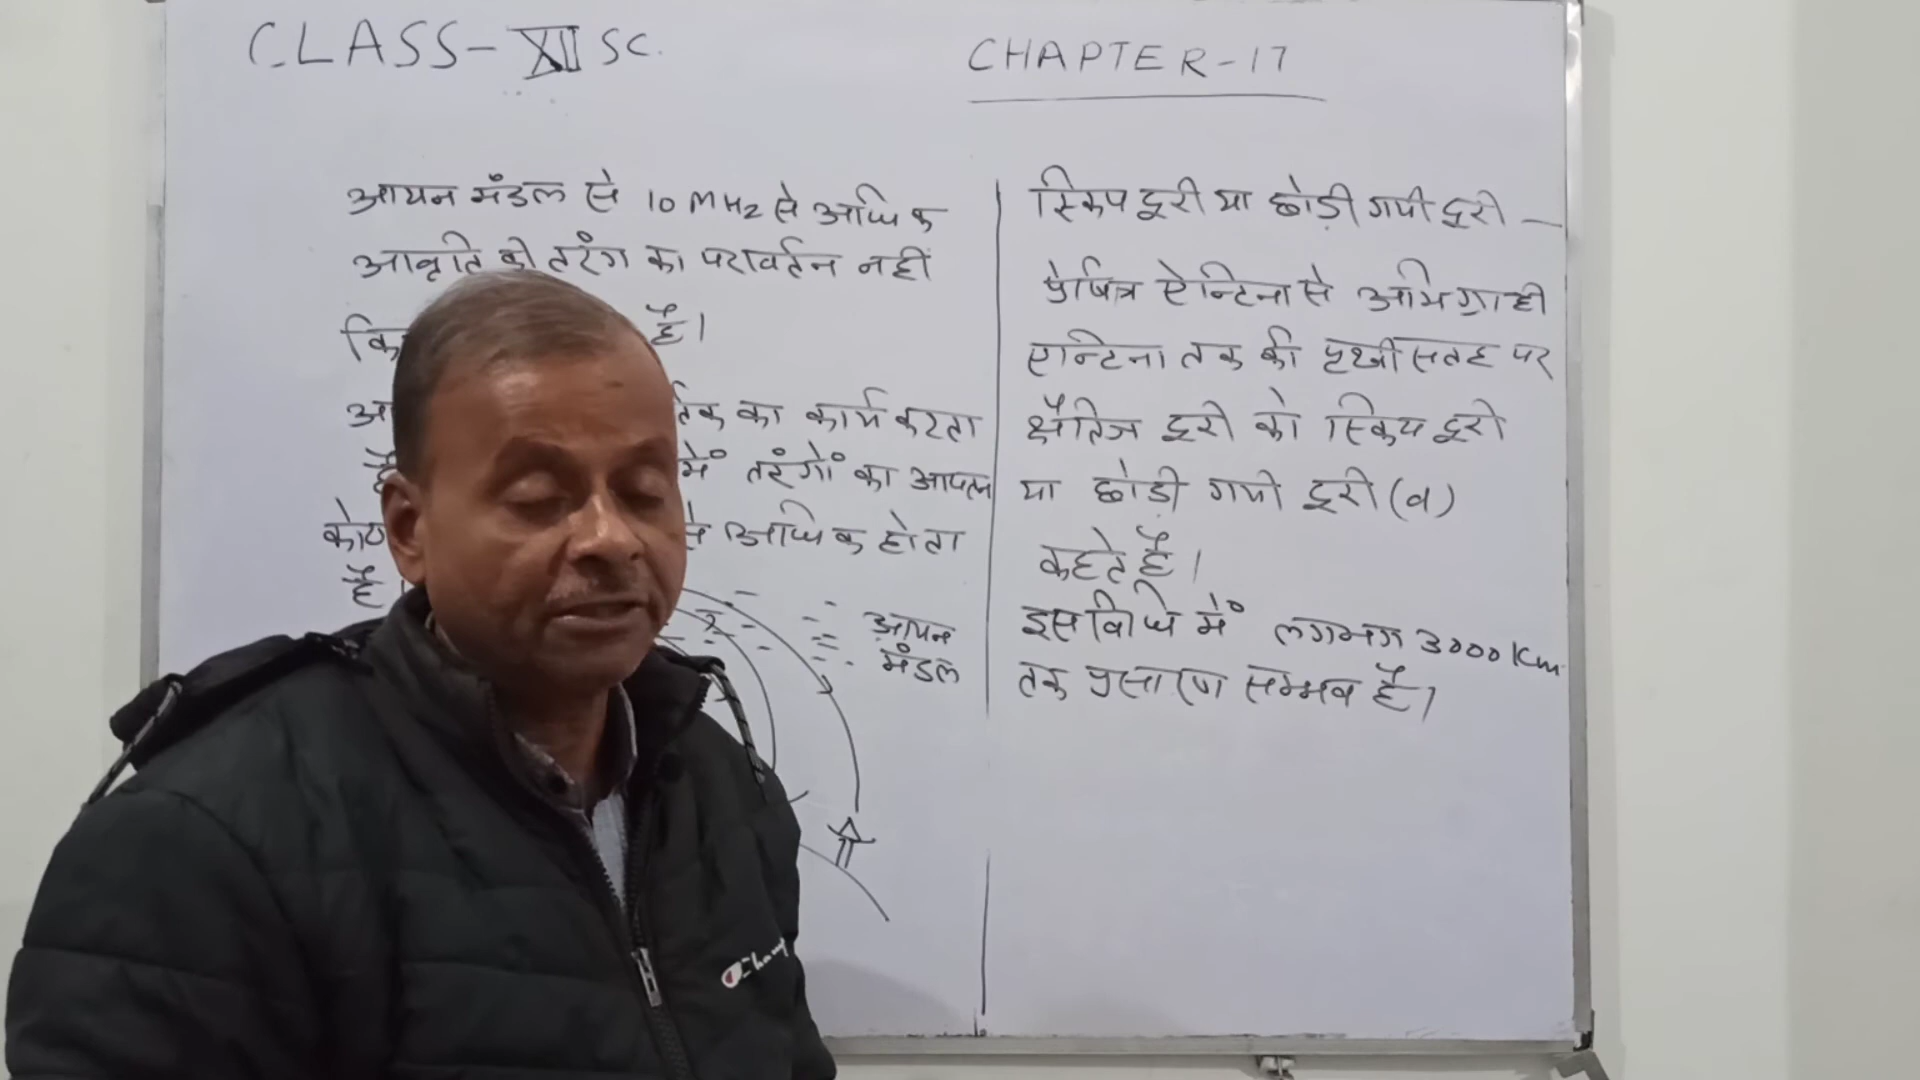 CLASS-XII SC.
CHAPTER-17
आयन मंडल से 10 MHz से अधिक
आवृति की तरंग का परावर्तन नहीं
है।
का कार्य करता
में तरंगों का आपतन
अधिक होता
है
आयन
मंडल
स्किप दूरी या छोड़ी गयी दूरी —
प्रेषित्र ऐन्टिना से अभिग्राही
एन्टिना तक की पृथ्वी सतह पर
क्षैतिज दूरी को स्किप दूरी
या छोड़ी गयी दूरी (d)
कहते है।
इस विधि में लगभग 3000 Km
तक प्रसारण सम्भव है।